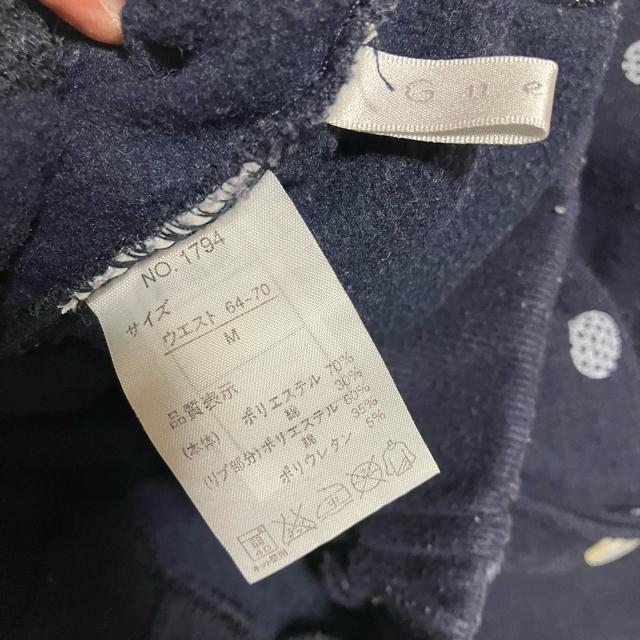 Gue
NO. 1794
サイズ
ウエスト 64-70
M
品質表示
(本体) ポリエステル 70%
綿 30%
(リブ部分) ポリエステル 60%
綿 35%
ポリウレタン 5%
ネット使用